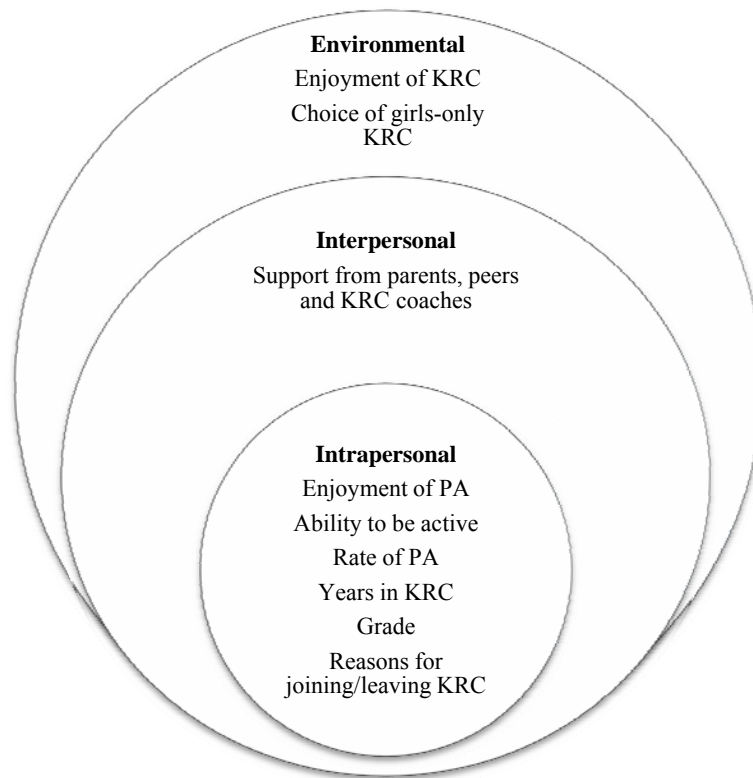 Environmental
Enjoyment of KRC
Choice of girls-only
KRC
Interpersonal
Support from parents, peers
and KRC coaches
Intrapersonal
Enjoyment of PA
Ability to be active
Rate of PA
Years in KRC
Grade
Reasons for
joining/leaving KRC